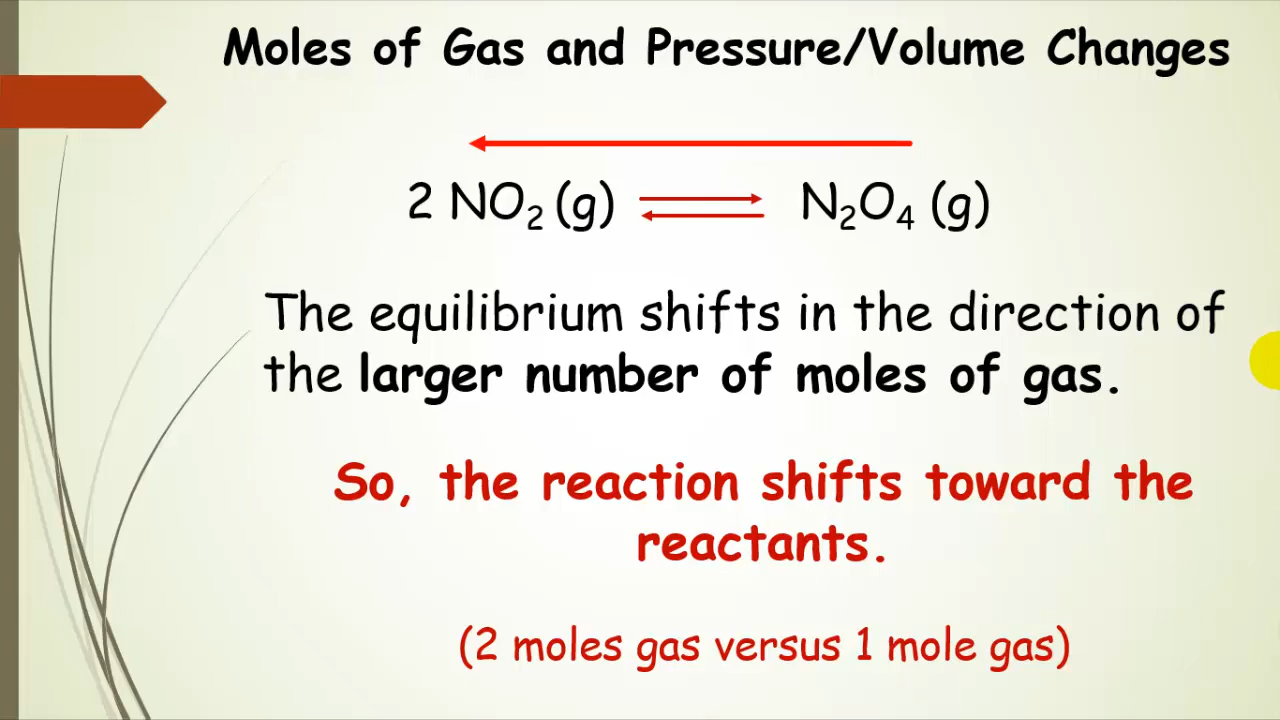 Moles of Gas and Pressure/Volume Changes
2 NO₂ (g) ⇌ N₂O₄ (g)
The equilibrium shifts in the direction of
the larger number of moles of gas.
So, the reaction shifts toward the
reactants.
(2 moles gas versus 1 mole gas)